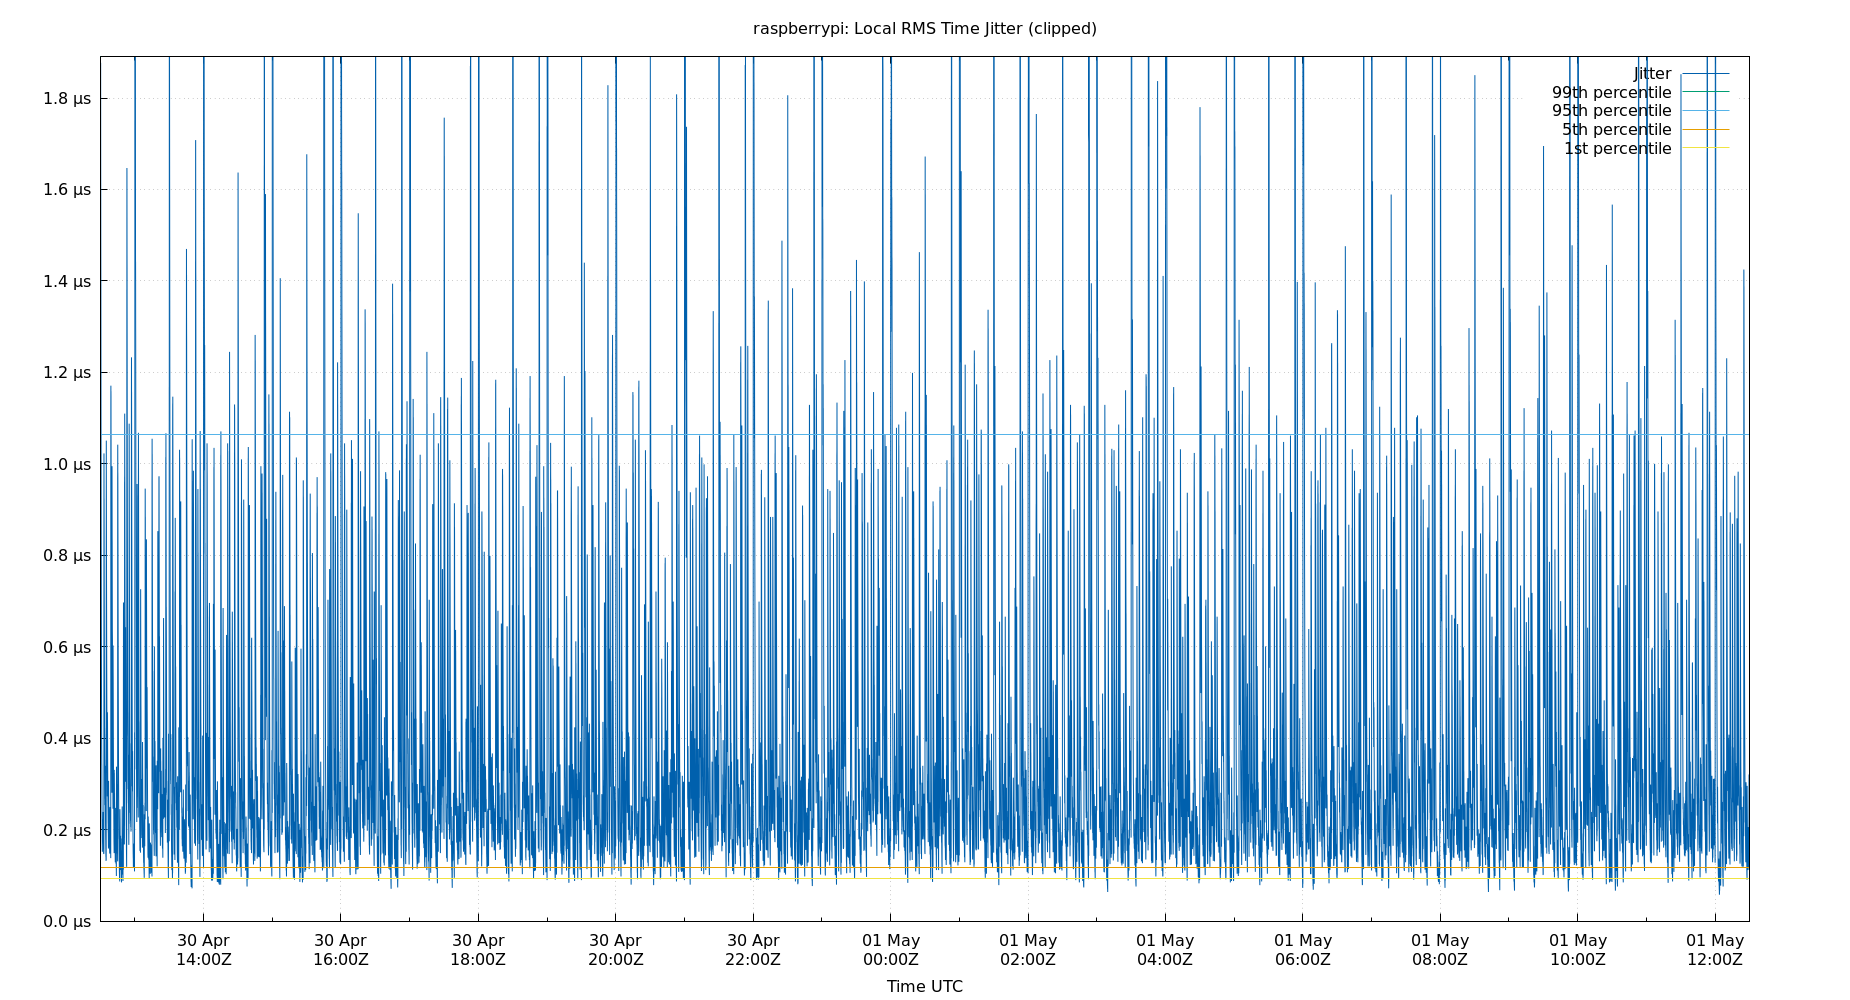 raspberrypi: Local RMS Time Jitter (clipped)
Jitter
99th percentile
95th percentile
5th percentile
1st percentile
1.8 µs
1.6 µs
1.4 µs
1.2 µs
1.0 µs
0.8 µs
0.6 µs
0.4 µs
0.2 µs
0.0 µs
30 Apr 30 Apr 30 Apr 30 Apr 30 Apr 01 May 01 May 01 May 01 May 01 May 01 May 01 May
14:00Z 16:00Z 18:00Z 20:00Z 22:00Z 00:00Z 02:00Z 04:00Z 06:00Z 08:00Z 10:00Z 12:00Z
Time UTC